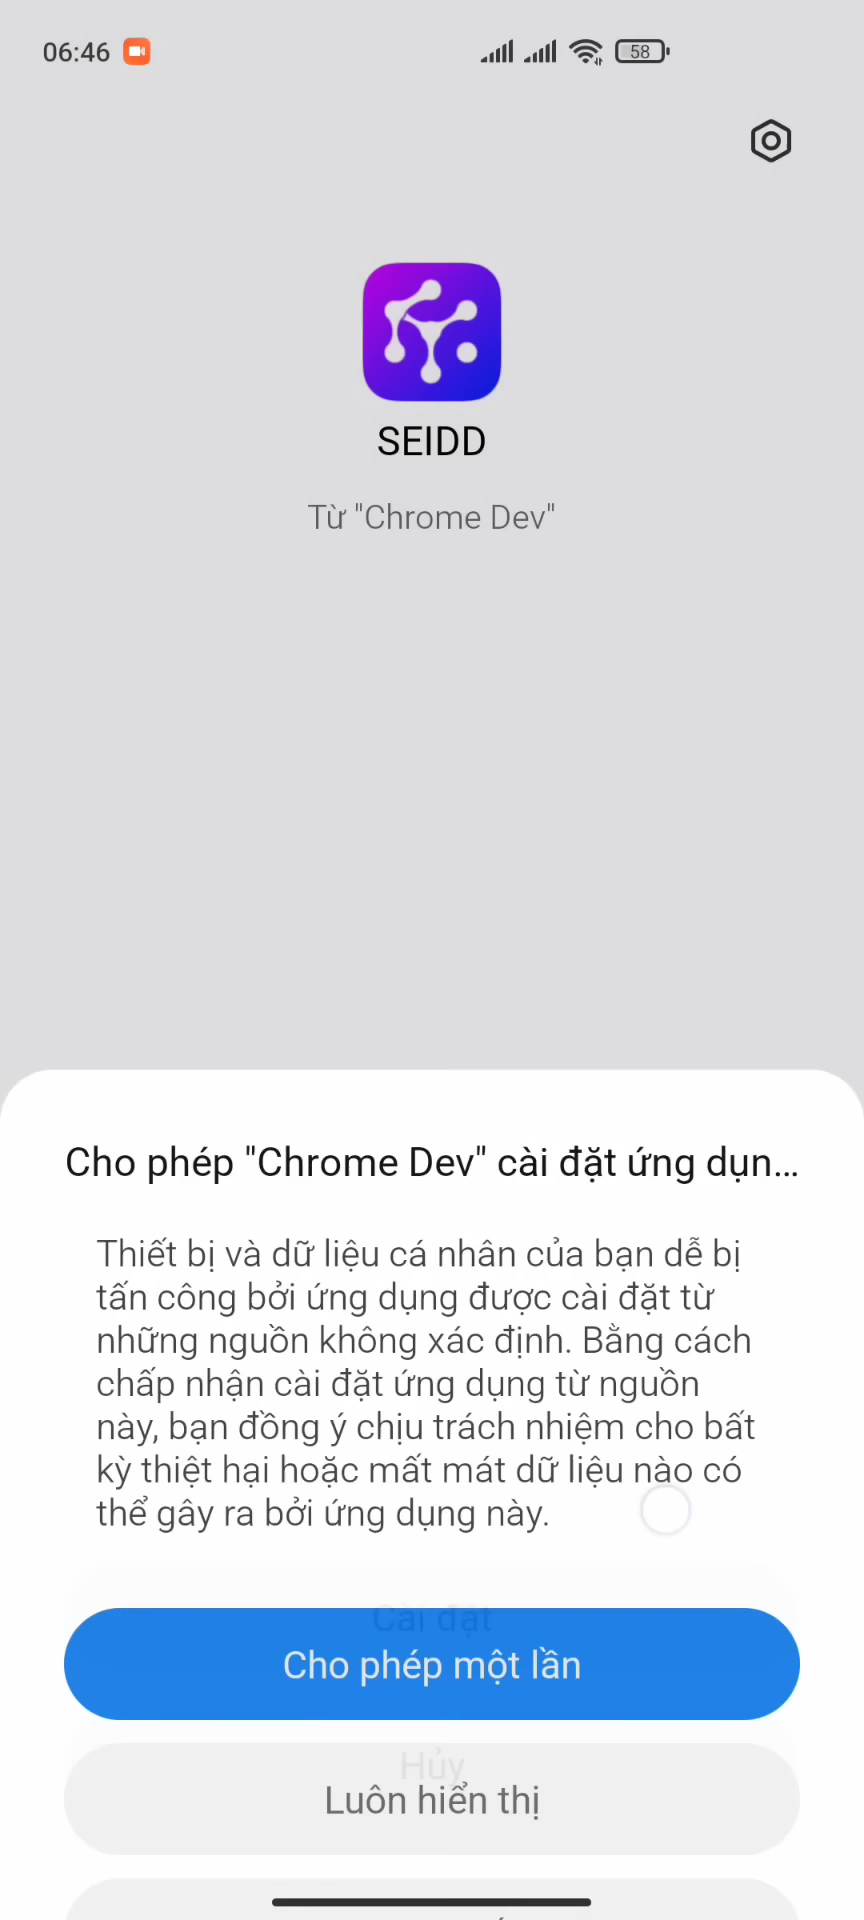 06:46
58
SEIDD
Từ "Chrome Dev"
Cho phép "Chrome Dev" cài đặt ứng dụn...
Thiết bị và dữ liệu cá nhân của bạn dễ bị
tấn công bởi ứng dụng được cài đặt từ
những nguồn không xác định. Bằng cách
chấp nhận cài đặt ứng dụng từ nguồn
này, bạn đồng ý chịu trách nhiệm cho bất
kỳ thiệt hại hoặc mất mát dữ liệu nào có
thể gây ra bởi ứng dụng này.
Cài đặt
Cho phép một lần
Hủy
Luôn hiển thị